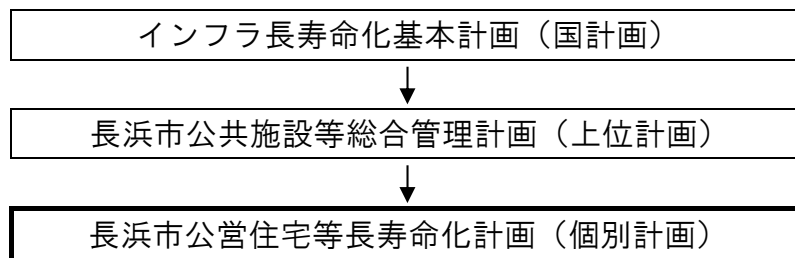 インフラ長寿命化基本計画（国計画）
長浜市公共施設等総合管理計画（上位計画）
長浜市公営住宅等長寿命化計画（個別計画）